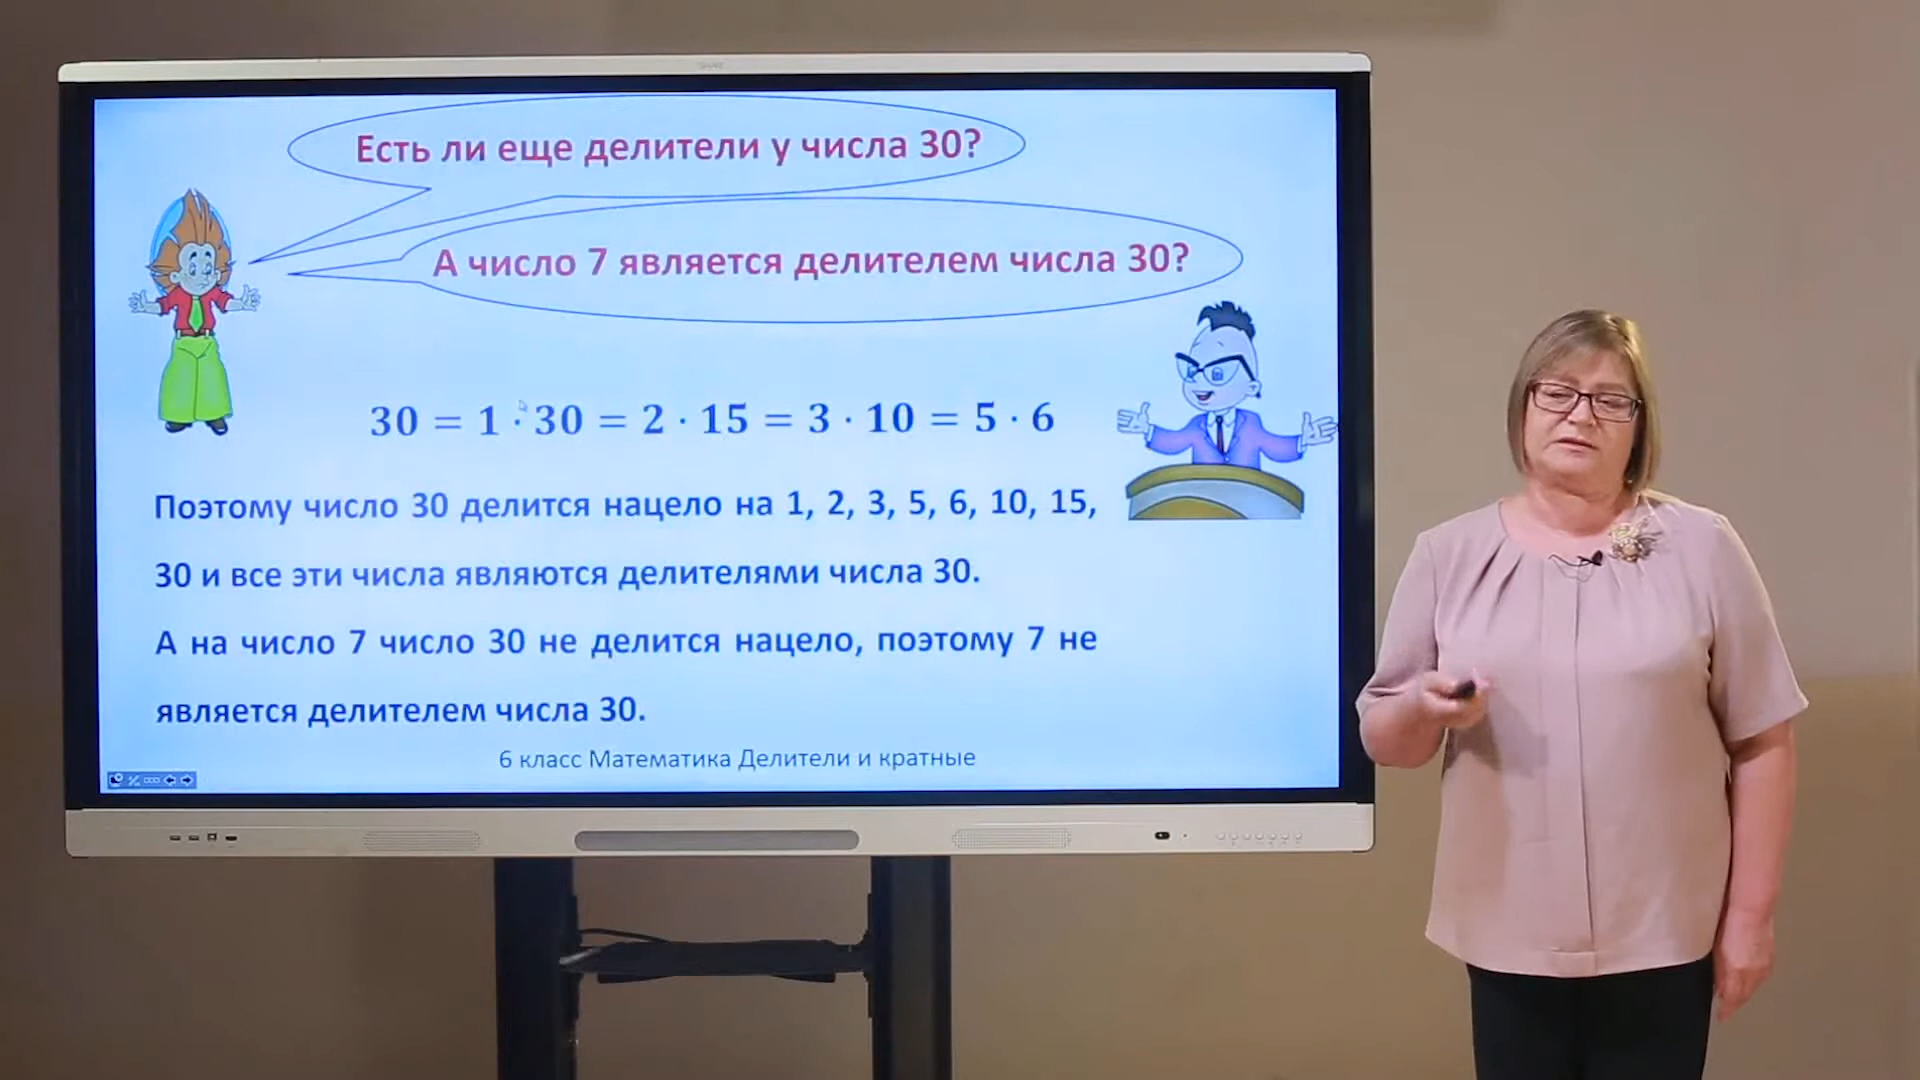 Есть ли еще делители у числа 30?
А число 7 является делителем числа 30?
30 = 1 · 30 = 2 · 15 = 3 · 10 = 5 · 6
Поэтому число 30 делится нацело на 1, 2, 3, 5, 6, 10, 15,
30 и все эти числа являются делителями числа 30.
А на число 7 число 30 не делится нацело, поэтому 7 не
является делителем числа 30.
6 класс Математика Делители и кратные